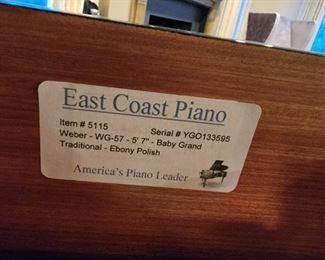 East Coast Piano
Item # 5115 Serial # YGO133595
Weber - WG-57 - 5' 7" - Baby Grand
Traditional - Ebony Polish
America's Piano Leader